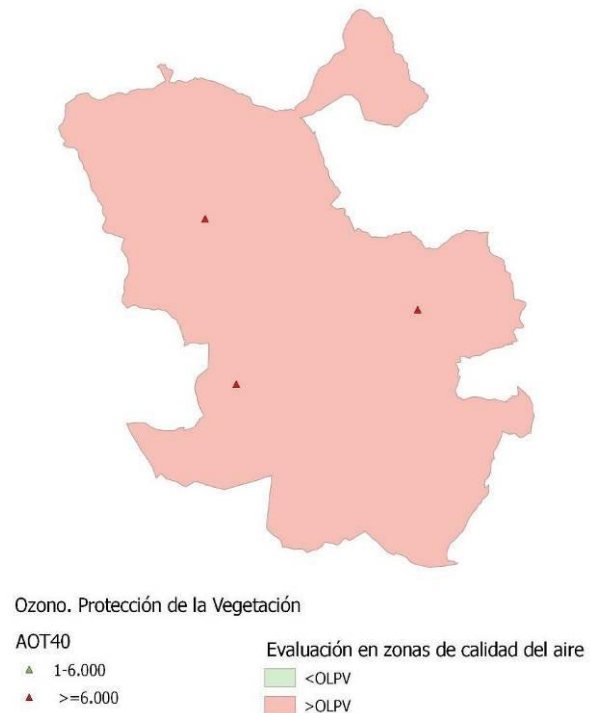 Ozono. Protección de la Vegetación
AOT40
1-6.000
>=6.000
Evaluación en zonas de calidad del aire
<OLPV
>OLPV